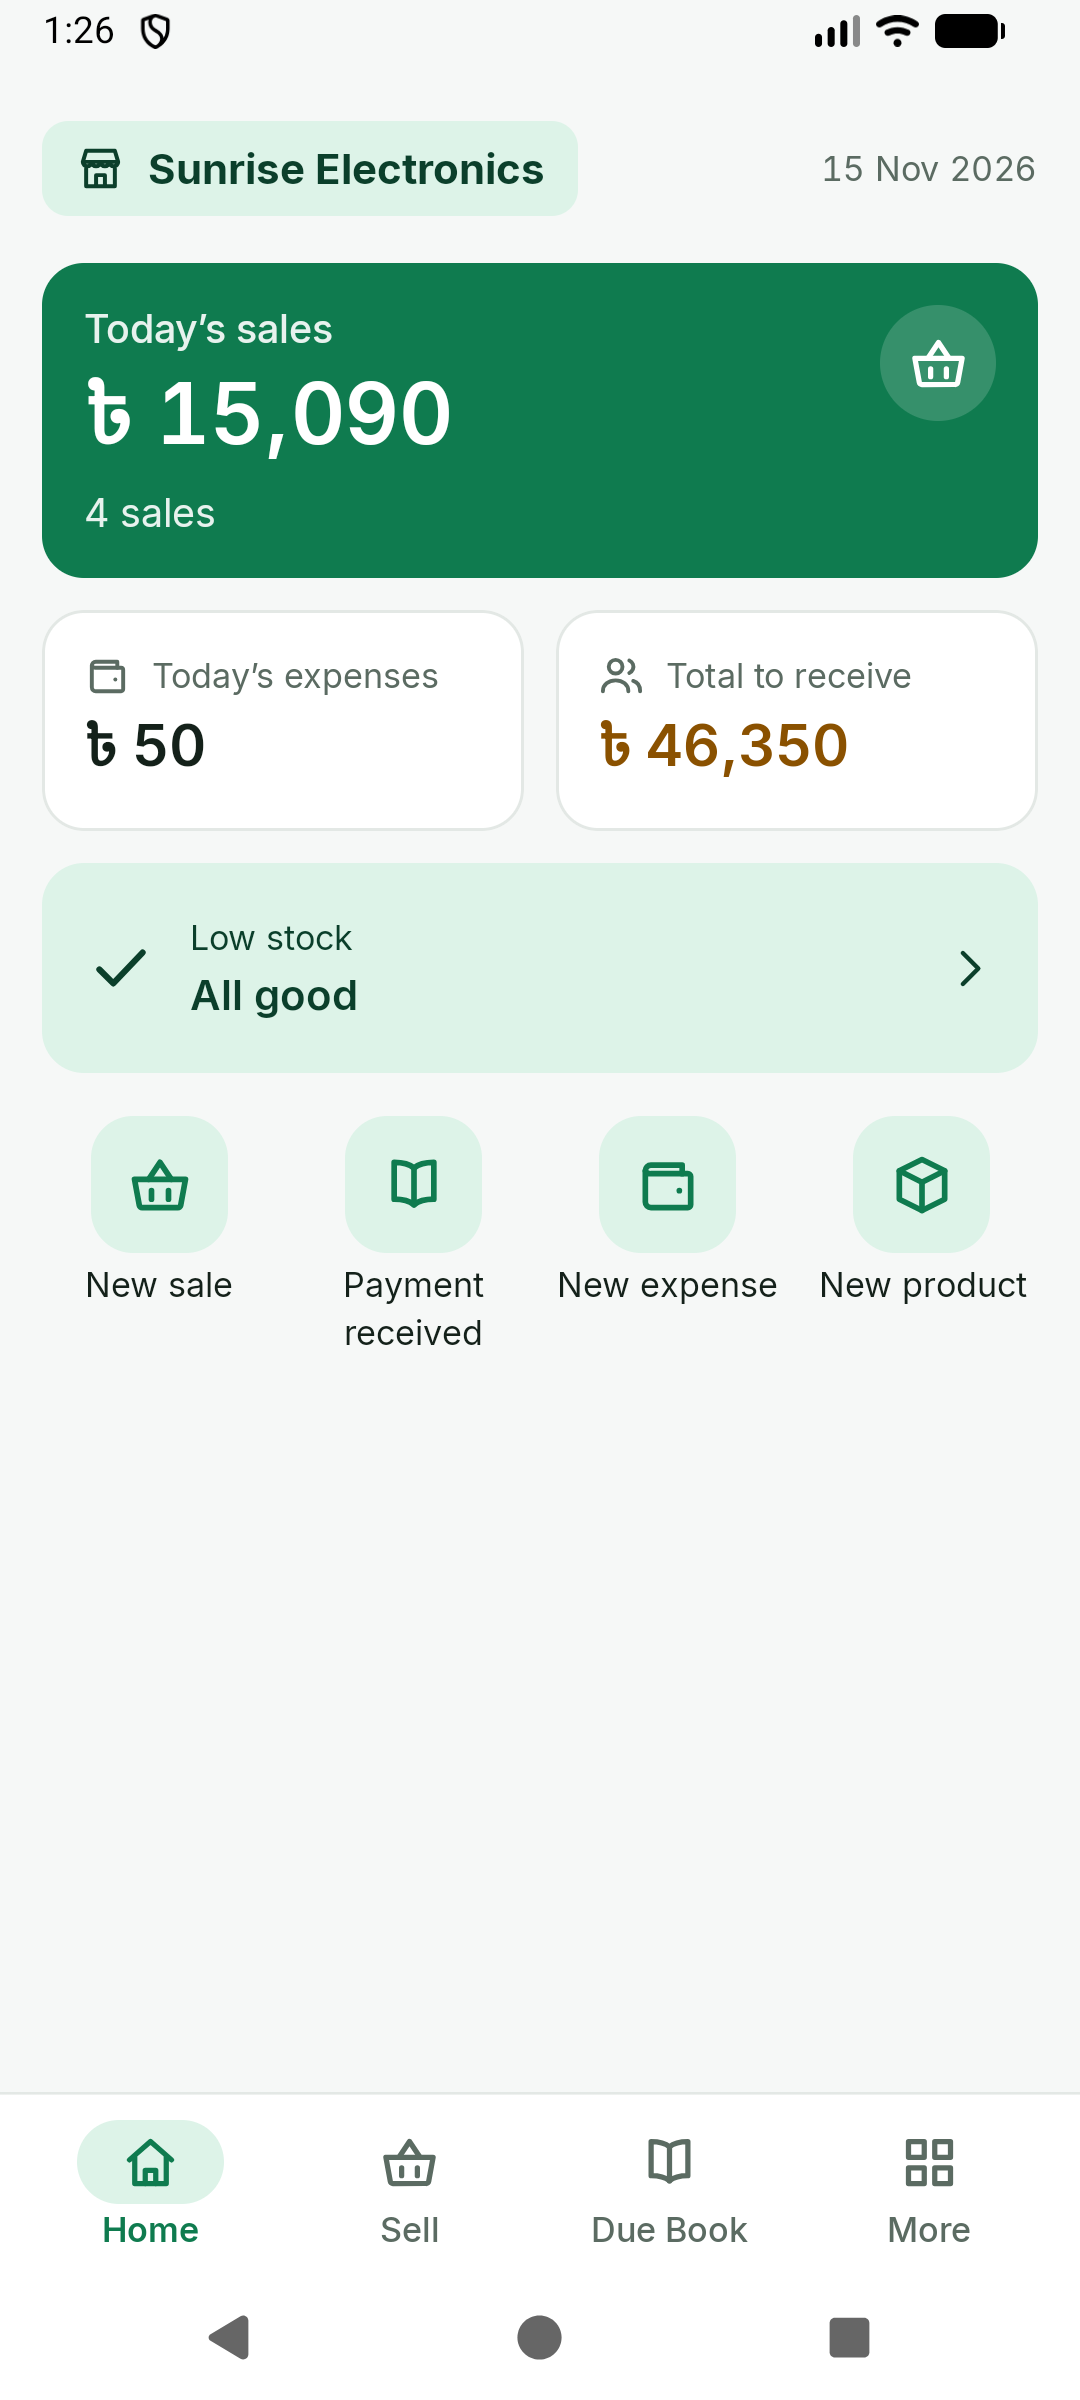 1:26
Sunrise Electronics
15 Nov 2026
Today’s sales
৳ 15,090
4 sales
Today’s expenses
৳ 50
Total to receive
৳ 46,350
Low stock
All good
New sale
Payment
received
New expense
New product
Home
Sell
Due Book
More